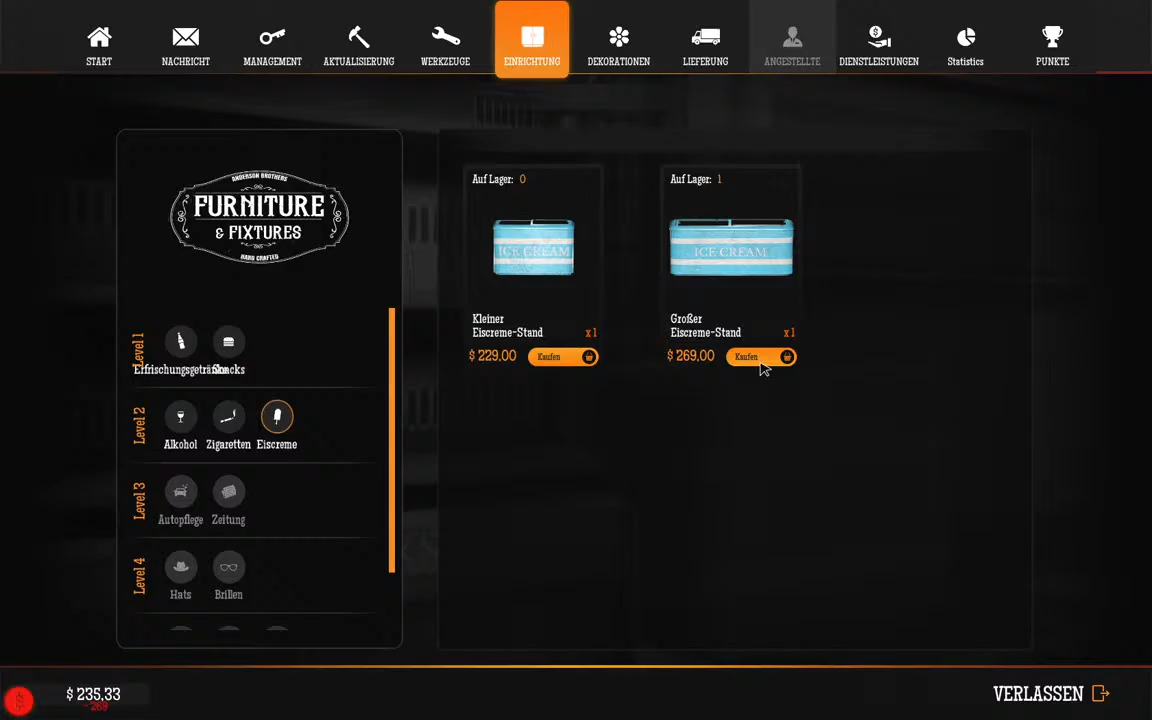 START
NACHRICHT
MANAGEMENT
AKTUALISIERUNG
WERKZEUGE
EINRICHTUNG
DEKORATIONEN
LIEFERUNG
ANGESTELLTE
DIENSTLEISTUNGEN
Statistics
PUNKTE
ANDERSON BROTHERS
FURNITURE
& FIXTURES
HAND CRAFTED
Level 1
Erfrischungsgetränke
Snacks
Level 2
Alkohol
Zigaretten
Eiscreme
Level 3
Autopflege
Zeitung
Level 4
Hats
Brillen
Auf Lager: 0
ICE CREAM
Kleiner
Eiscreme-Stand x1
$ 229,00 Kaufen
Auf Lager: 1
ICE CREAM
Großer
Eiscreme-Stand x1
$ 269,00 Kaufen
$ 235,33
- 269
VERLASSEN